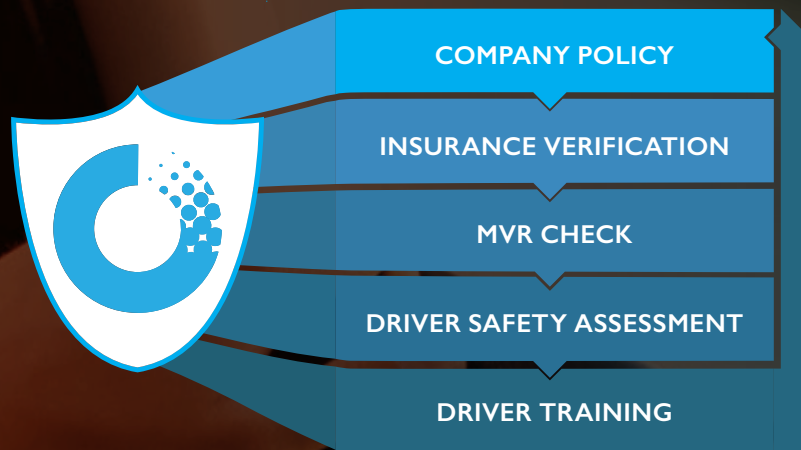 COMPANY POLICY
INSURANCE VERIFICATION
MVR CHECK
DRIVER SAFETY ASSESSMENT
DRIVER TRAINING